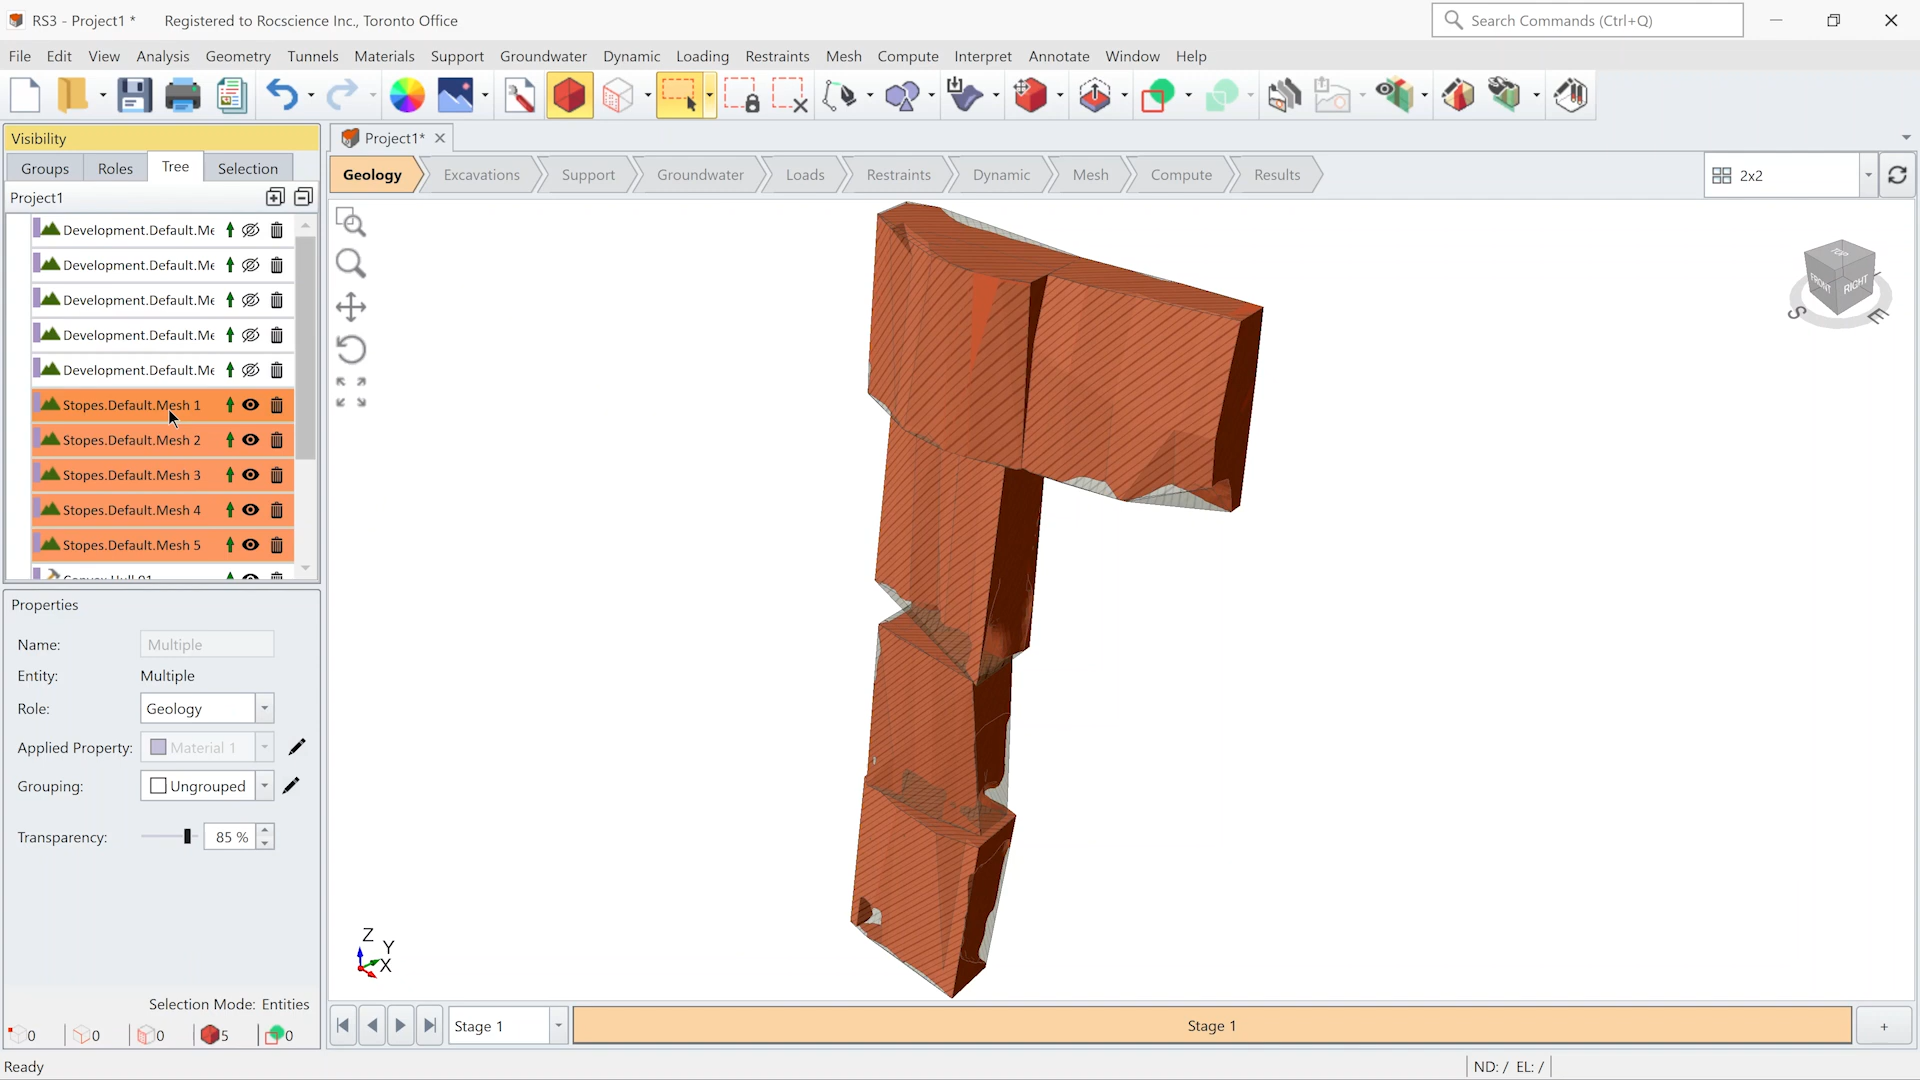 RS3 - Project1 * Registered to Rocscience Inc., Toronto Office
Search Commands (Ctrl+Q)
File Edit View Analysis Geometry Tunnels Materials Support Groundwater Dynamic Loading Restraints Mesh Compute Interpret Annotate Window Help
Visibility
Project1*
Groups Roles Tree Selection
Geology Excavations Support Groundwater Loads Restraints Dynamic Mesh Compute Results
2x2
Project1
Development.Default.Me
Development.Default.Me
Development.Default.Me
Development.Default.Me
Development.Default.Me
Stopes.Default.Mesh 1
Stopes.Default.Mesh 2
Stopes.Default.Mesh 3
Stopes.Default.Mesh 4
Stopes.Default.Mesh 5
TOP
FRONT RIGHT
S E
Properties
Name: Multiple
Entity: Multiple
Role: Geology
Applied Property: Material 1
Grouping: Ungrouped
Transparency: 85 %
Z
Y
X
Selection Mode: Entities
0 0 0 5 0
Stage 1
Stage 1
+
Ready
ND: / EL: /